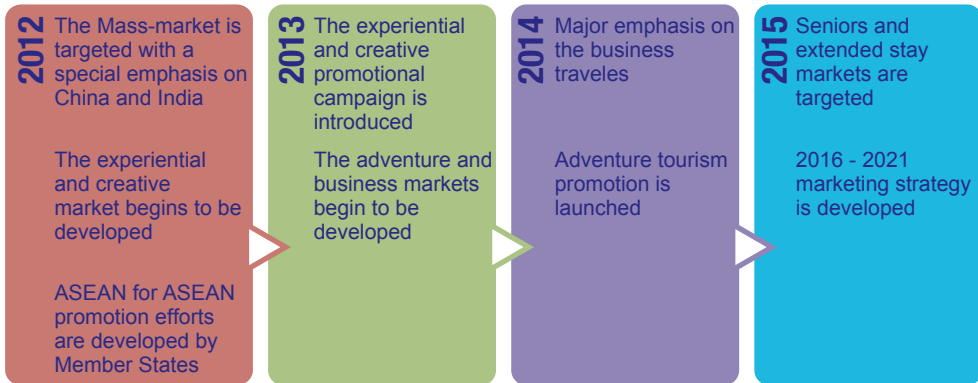 2012
The Mass-market is
targeted with a
special emphasis on
China and India
The experiential
and creative
market begins to be
developed
ASEAN for ASEAN
promotion efforts
are developed by
Member States
2013
The experiential
and creative
promotional
campaign is
introduced
The adventure and
business markets
begin to be
developed
2014
Major emphasis on
the business
traveles
Adventure tourism
promotion is
launched
2015
Seniors and
extended stay
markets are
targeted
2016 - 2021
marketing strategy
is developed